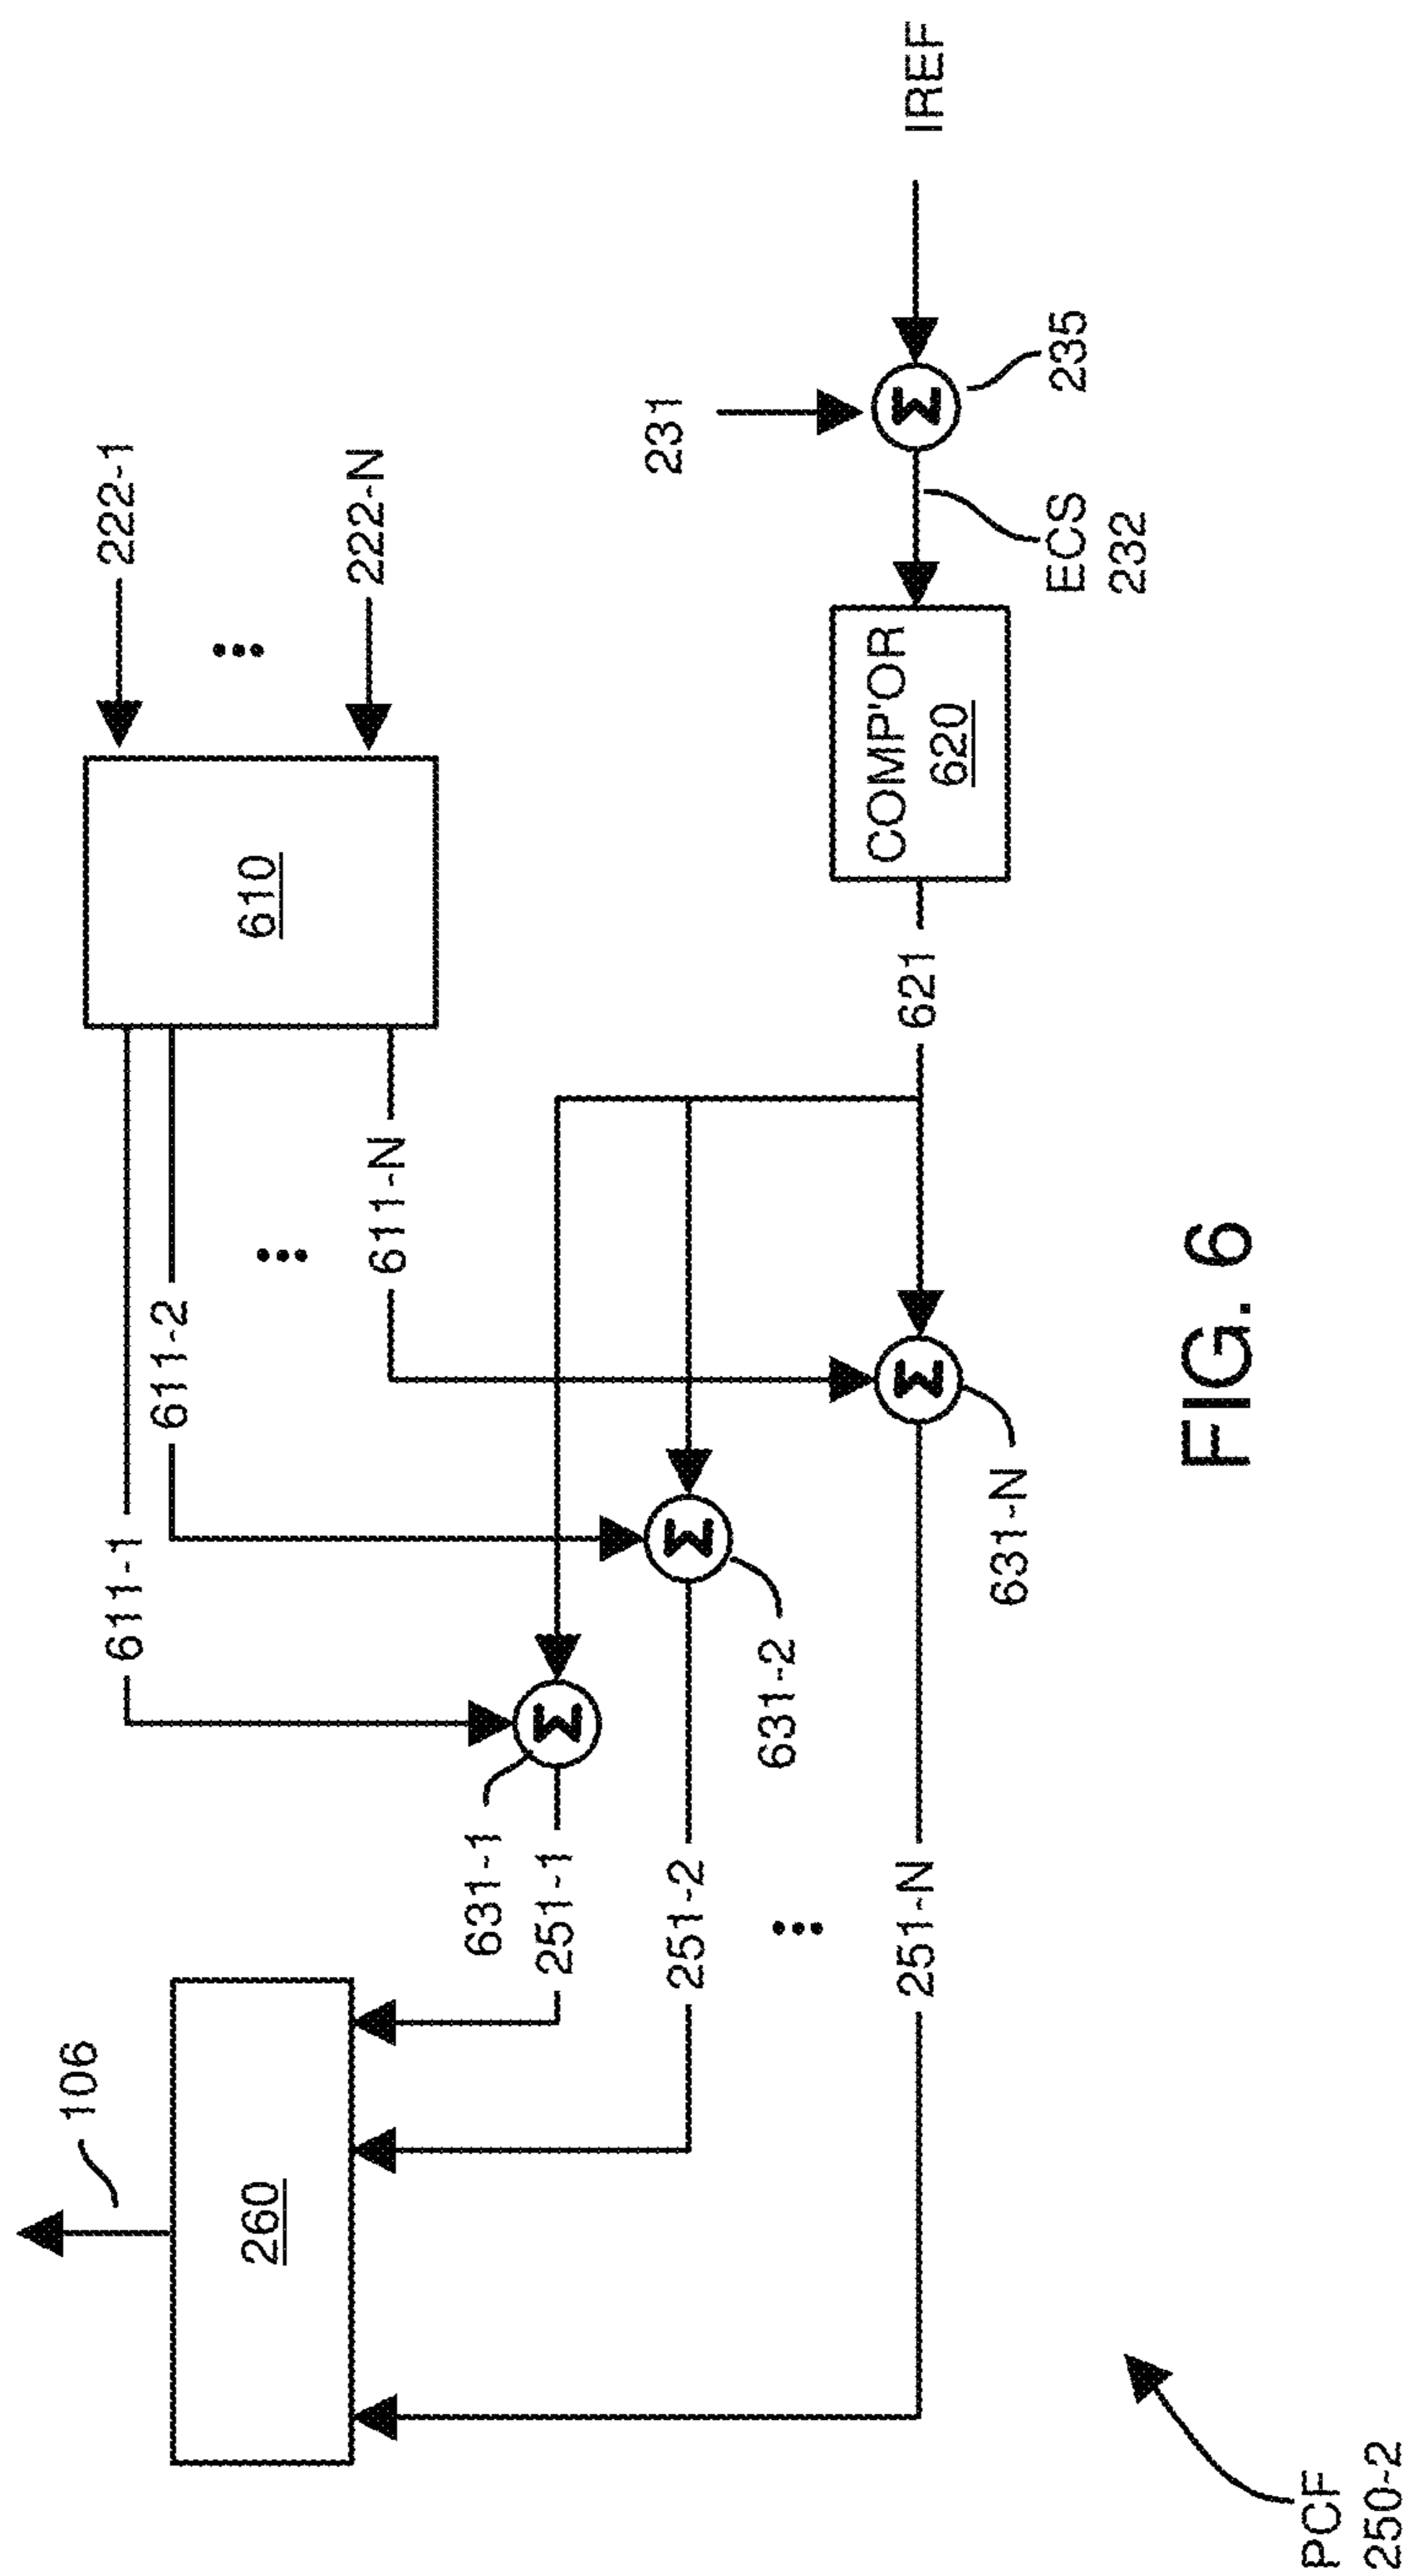 106
260
611-1
611-2
611-N
610
222-1
222-N
631-1
251-1
251-2
251-N
631-2
631-N
621
COMP'OR
620
231
ECS
232
235
IREF
PCF
250-2
FIG. 6